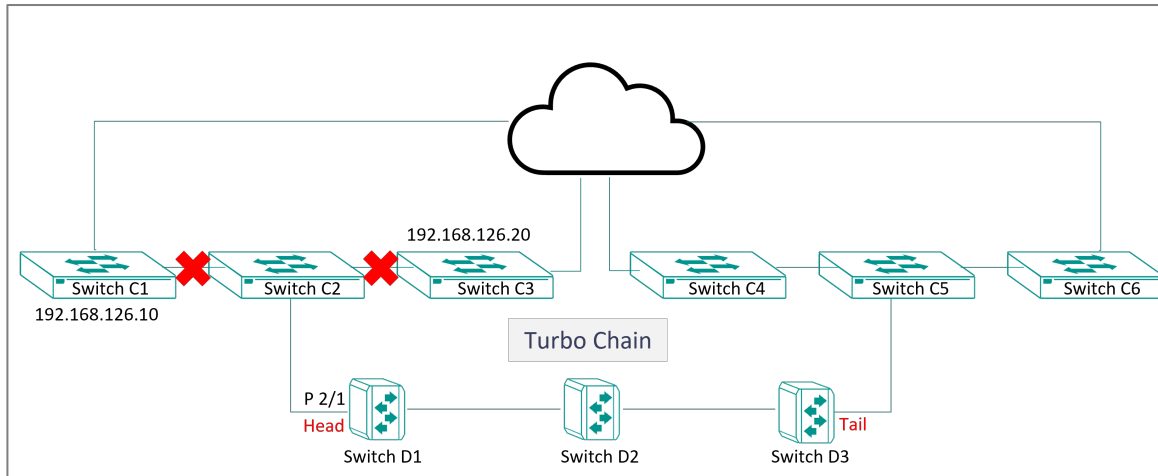 192.168.126.20
Switch C1
Switch C2
Switch C3
Switch C4
Switch C5
Switch C6
192.168.126.10
Turbo Chain
P 2/1
Head
Tail
Switch D1
Switch D2
Switch D3